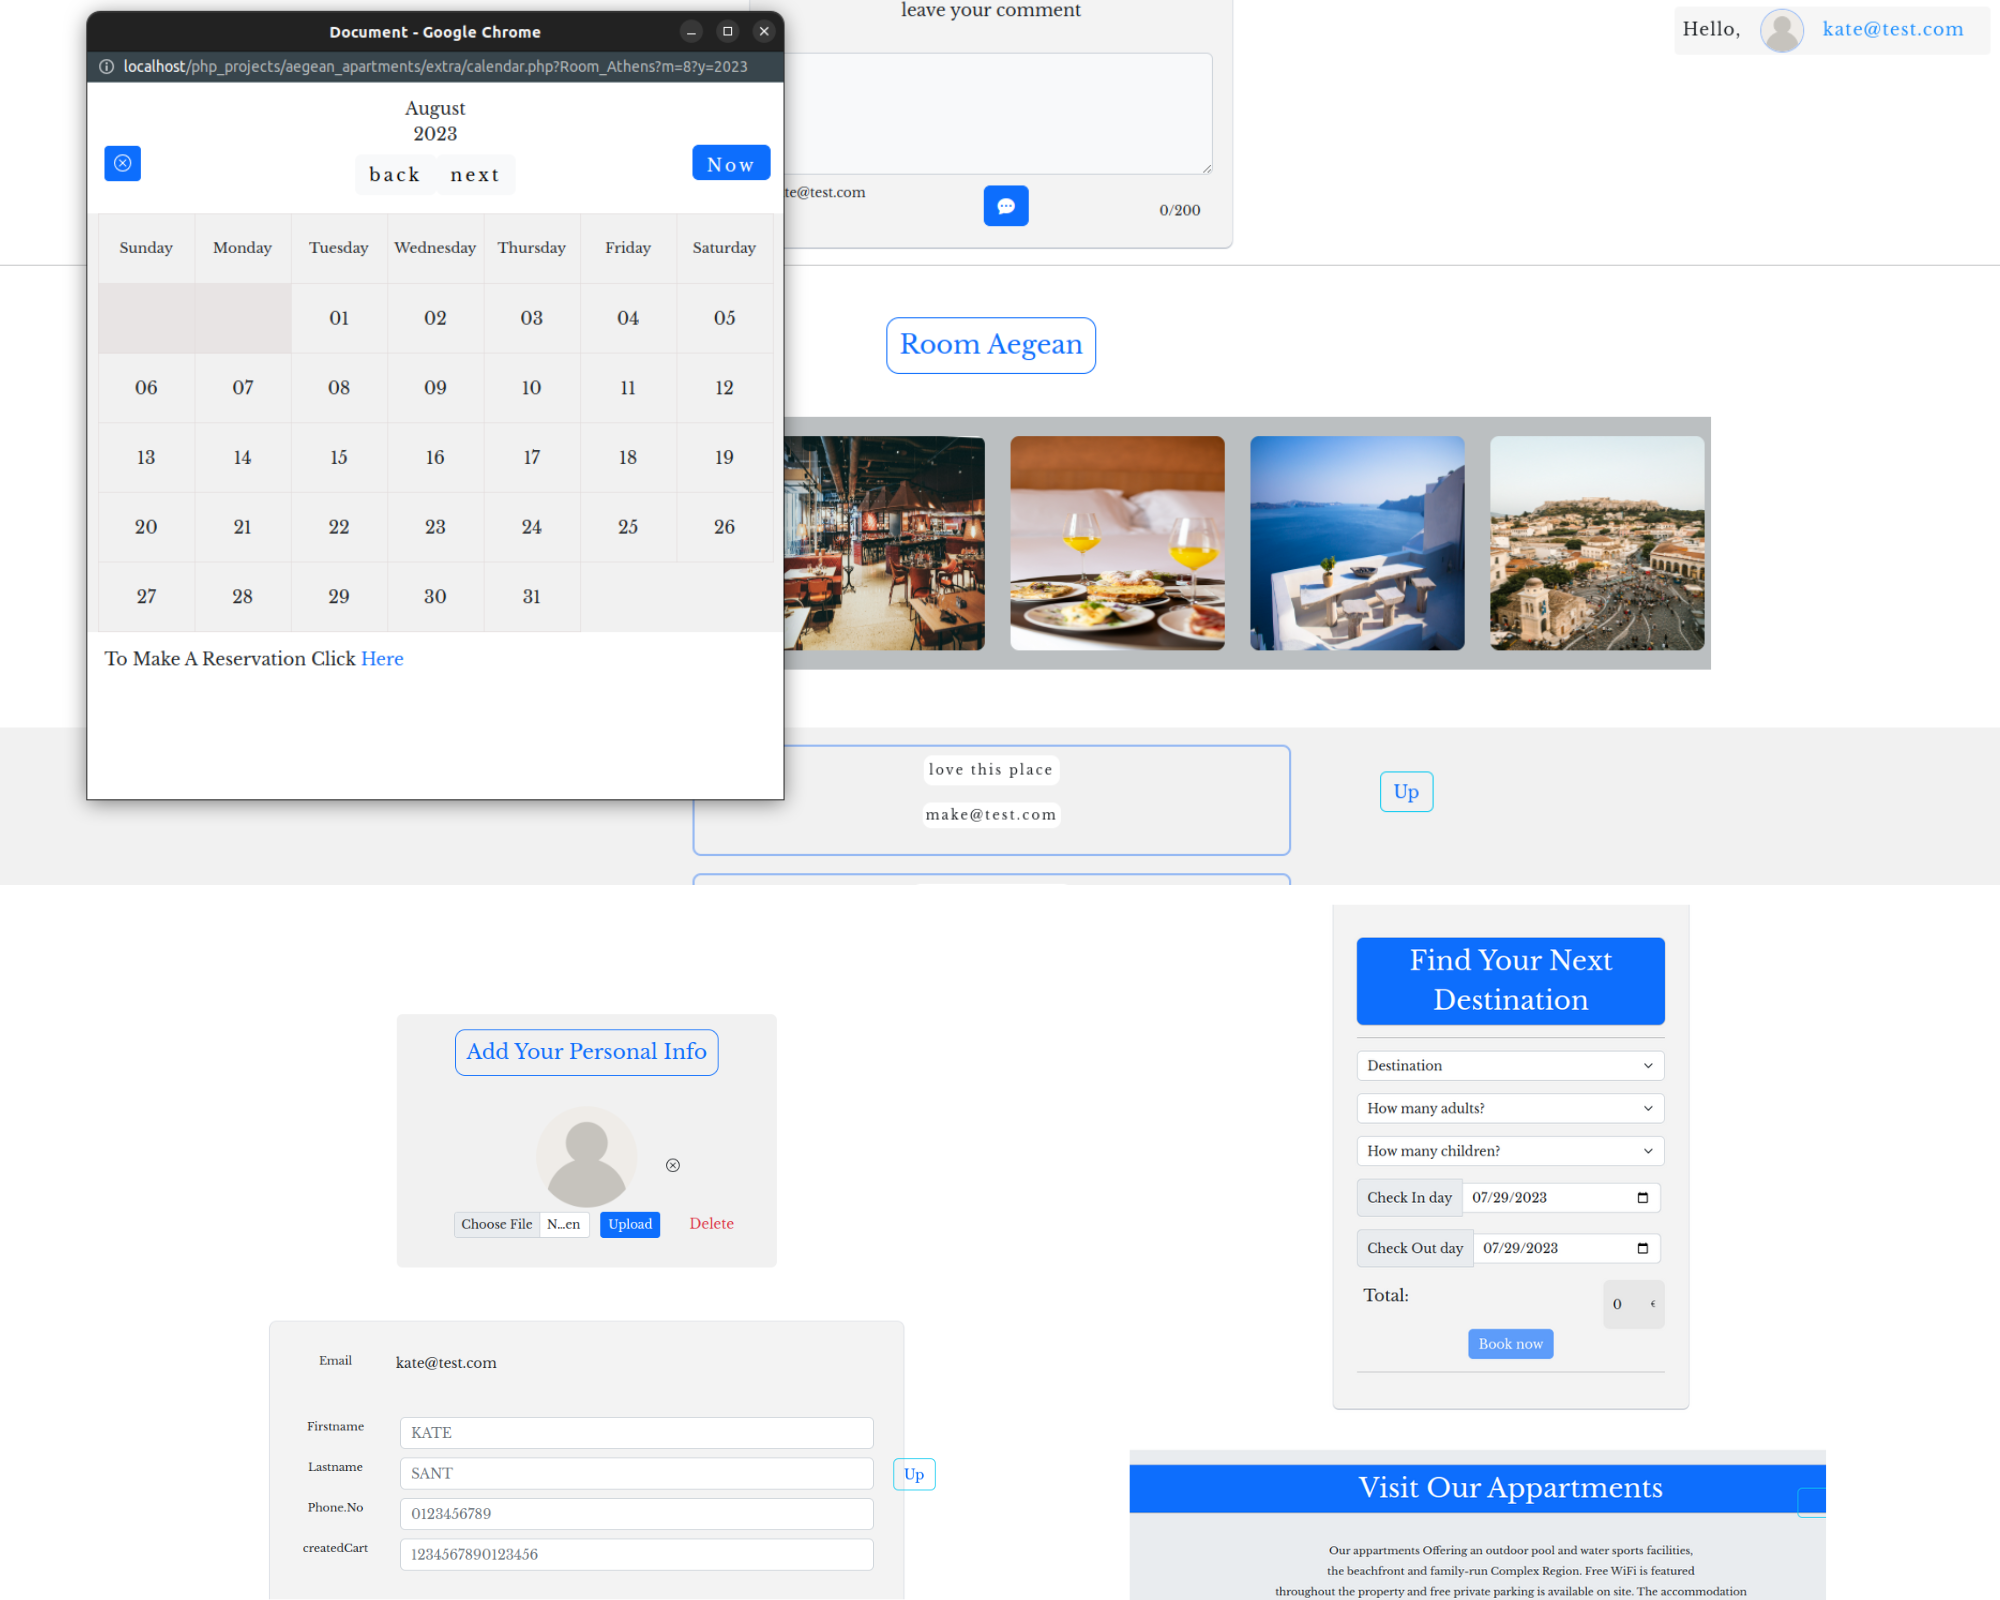 Document - Google Chrome
localhost/php_projects/aegean_apartments/extra/calendar.php?Room_Athens?m=8?y=2023
August
2023
back next
Now
Sunday Monday Tuesday Wednesday Thursday Friday Saturday
01 02 03 04 05
06 07 08 09 10 11 12
13 14 15 16 17 18 19
20 21 22 23 24 25 26
27 28 29 30 31
To Make A Reservation Click Here
leave your comment
te@test.com
0/200
Hello, kate@test.com
Room Aegean
love this place
make@test.com
Up
Add Your Personal Info
Choose File N...en Upload Delete
Email kate@test.com
Firstname KATE
Lastname SANT
Phone.No 0123456789
createdCart 1234567890123456
Up
Find Your Next
Destination
Destination
How many adults?
How many children?
Check In day 07/29/2023
Check Out day 07/29/2023
Total: 0 €
Book now
Visit Our Appartments
Our appartments Offering an outdoor pool and water sports facilities,
the beachfront and family-run Complex Region. Free WiFi is featured
throughout the property and free private parking is available on site. The accommodation